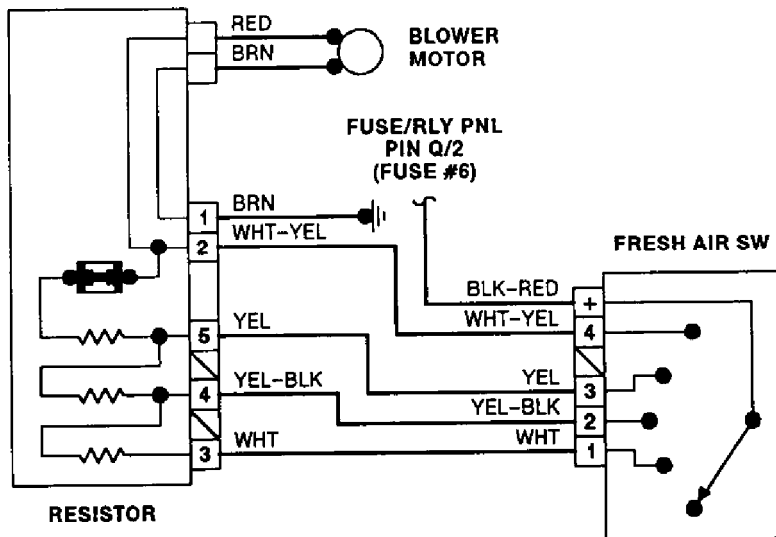 RED
BRN
BLOWER
MOTOR
FUSE/RLY PNL
PIN Q/2
(FUSE #6)
1
BRN
2
WHT-YEL
FRESH AIR SW
BLK-RED
+
WHT-YEL
4
5
YEL
YEL
3
4
YEL-BLK
YEL-BLK
2
3
WHT
WHT
1
RESISTOR